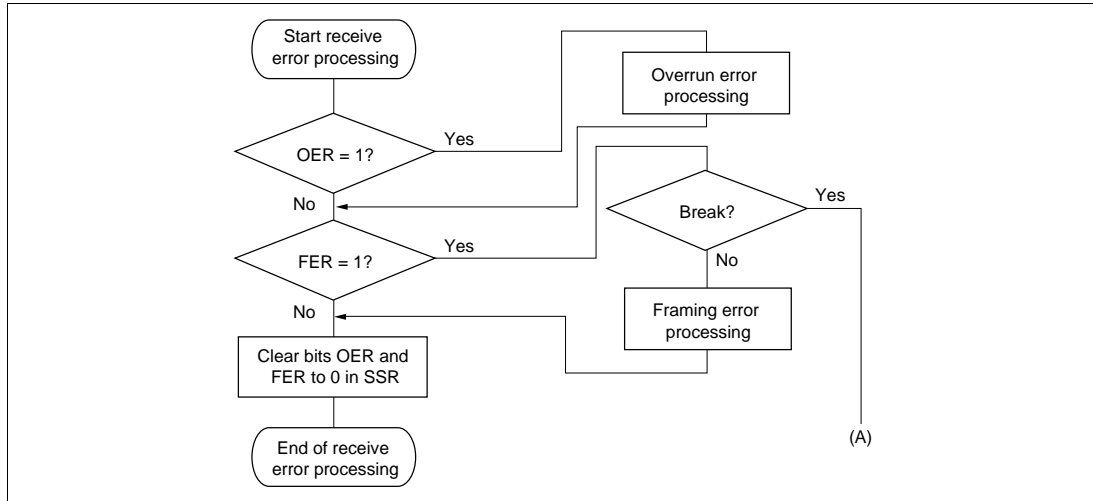 Start receive
error processing
OER = 1?
Yes
Overrun error
processing
No
FER = 1?
Yes
Break?
Yes
No
Framing error
processing
No
Clear bits OER and
FER to 0 in SSR
End of receive
error processing
(A)